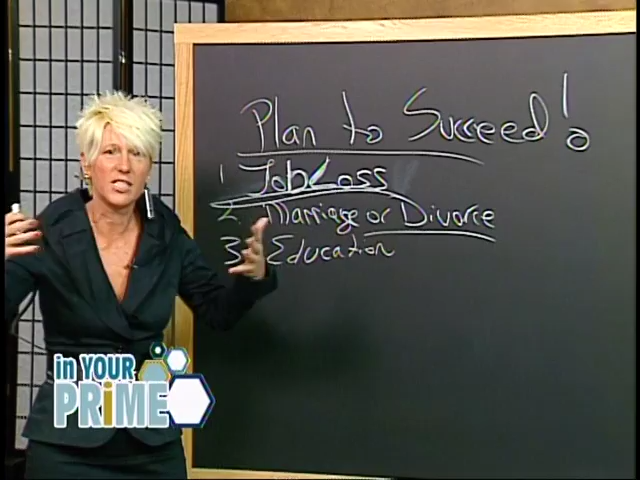 Plan to Succeed!
1. Job Loss
2. Marriage or Divorce
3. Education
in YOUR
PRiME